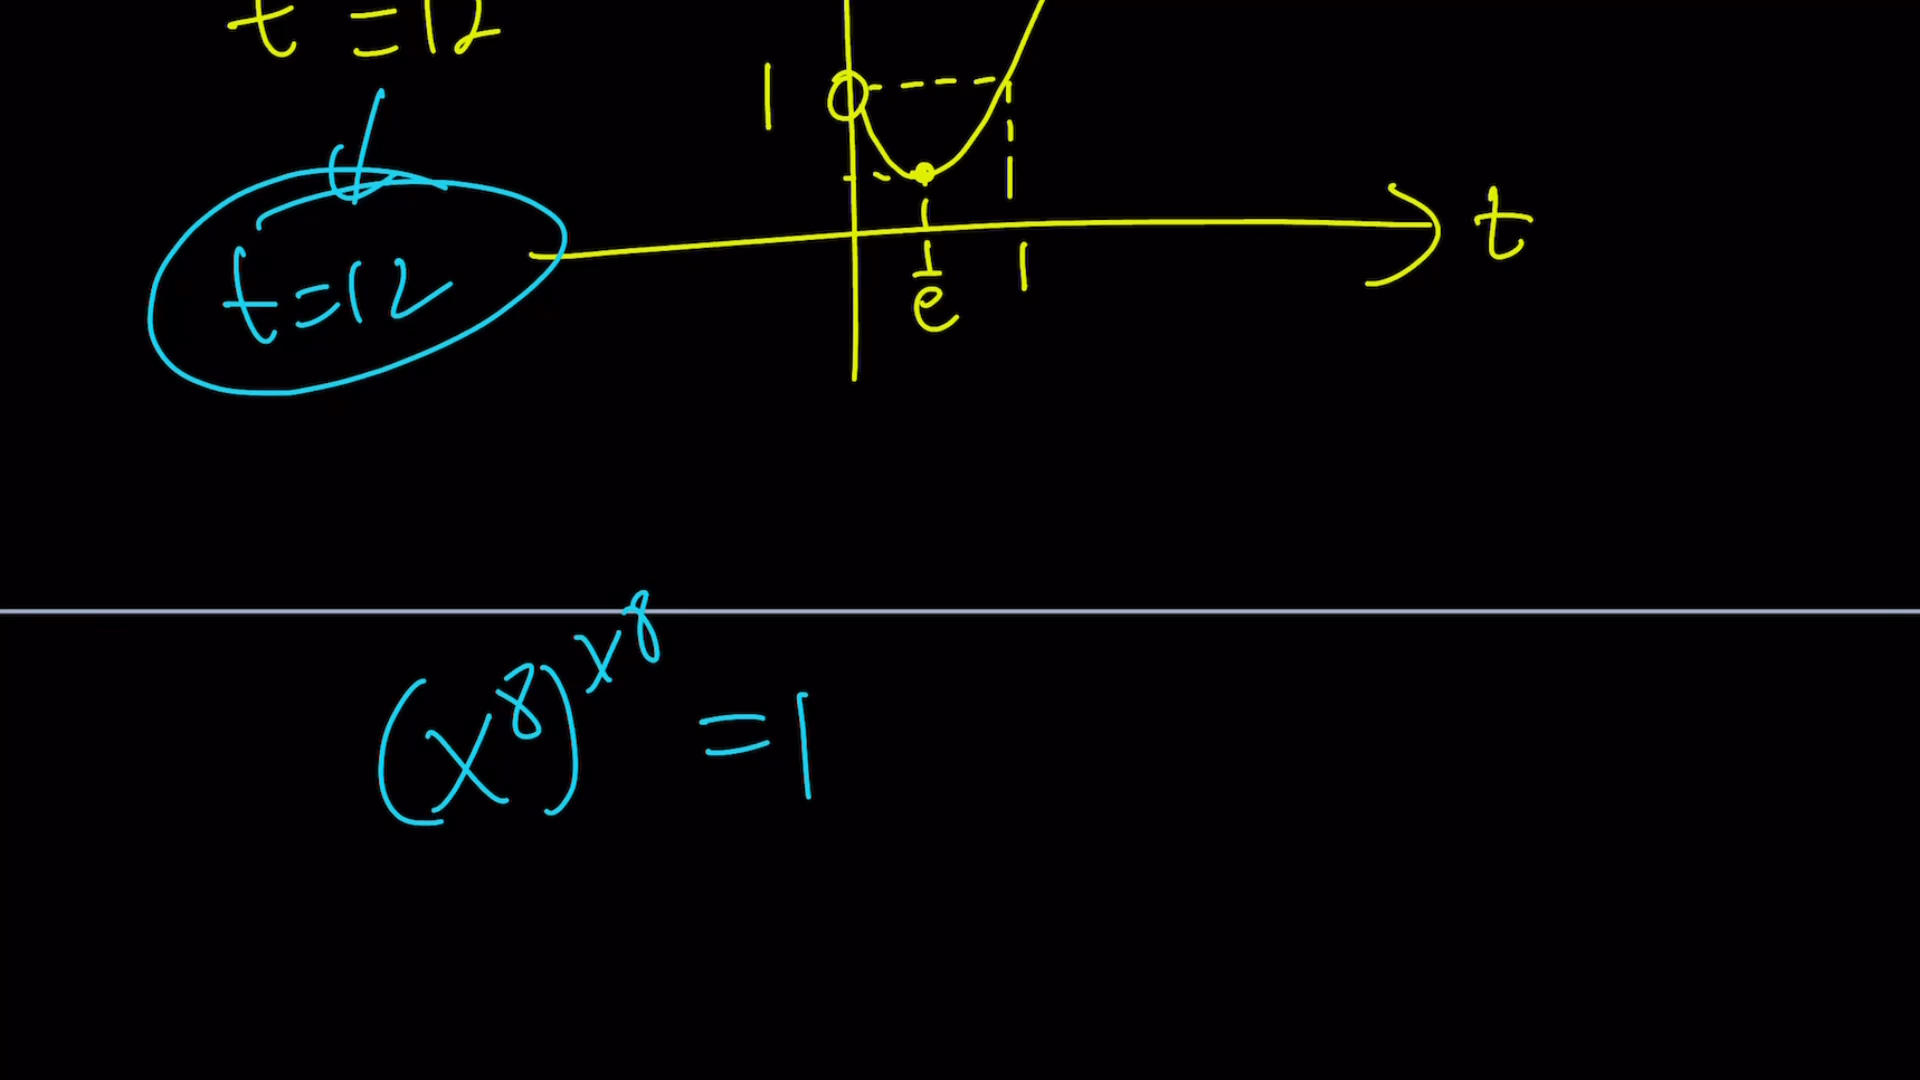 t = 12
1
t
t = 12
1/e 1
(x^8)^x^8 = 1